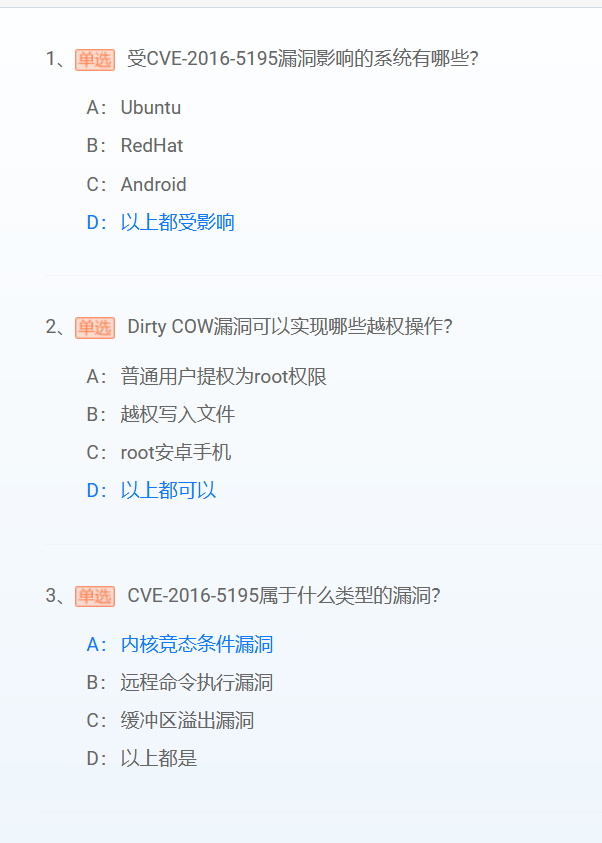 1、单选 受CVE-2016-5195漏洞影响的系统有哪些?
A: Ubuntu
B: RedHat
C: Android
D: 以上都受影响
2、单选 Dirty COW漏洞可以实现哪些越权操作?
A: 普通用户提权为root权限
B: 越权写入文件
C: root安卓手机
D: 以上都可以
3、单选 CVE-2016-5195属于什么类型的漏洞?
A: 内核竞态条件漏洞
B: 远程命令执行漏洞
C: 缓冲区溢出漏洞
D: 以上都是